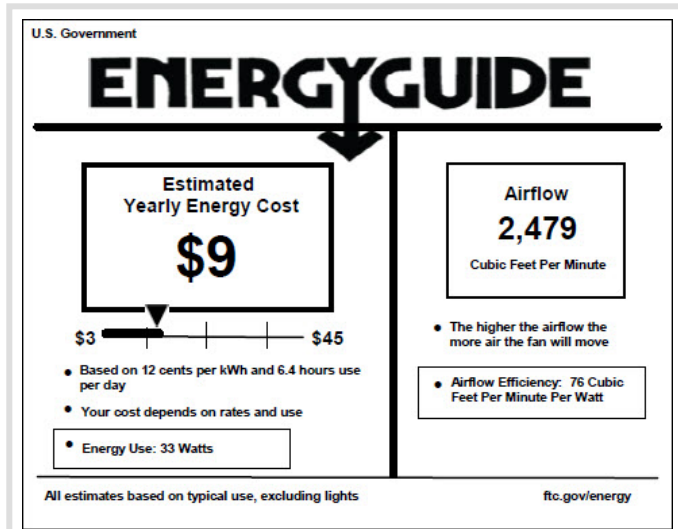 U.S. Government
ENERGYGUIDE
Estimated
Yearly Energy Cost
$9
$3
$45
• Based on 12 cents per kWh and 6.4 hours use
per day
• Your cost depends on rates and use
• Energy Use: 33 Watts
Airflow
2,479
Cubic Feet Per Minute
• The higher the airflow the
more air the fan will move
• Airflow Efficiency: 76 Cubic
Feet Per Minute Per Watt
All estimates based on typical use, excluding lights
ftc.gov/energy